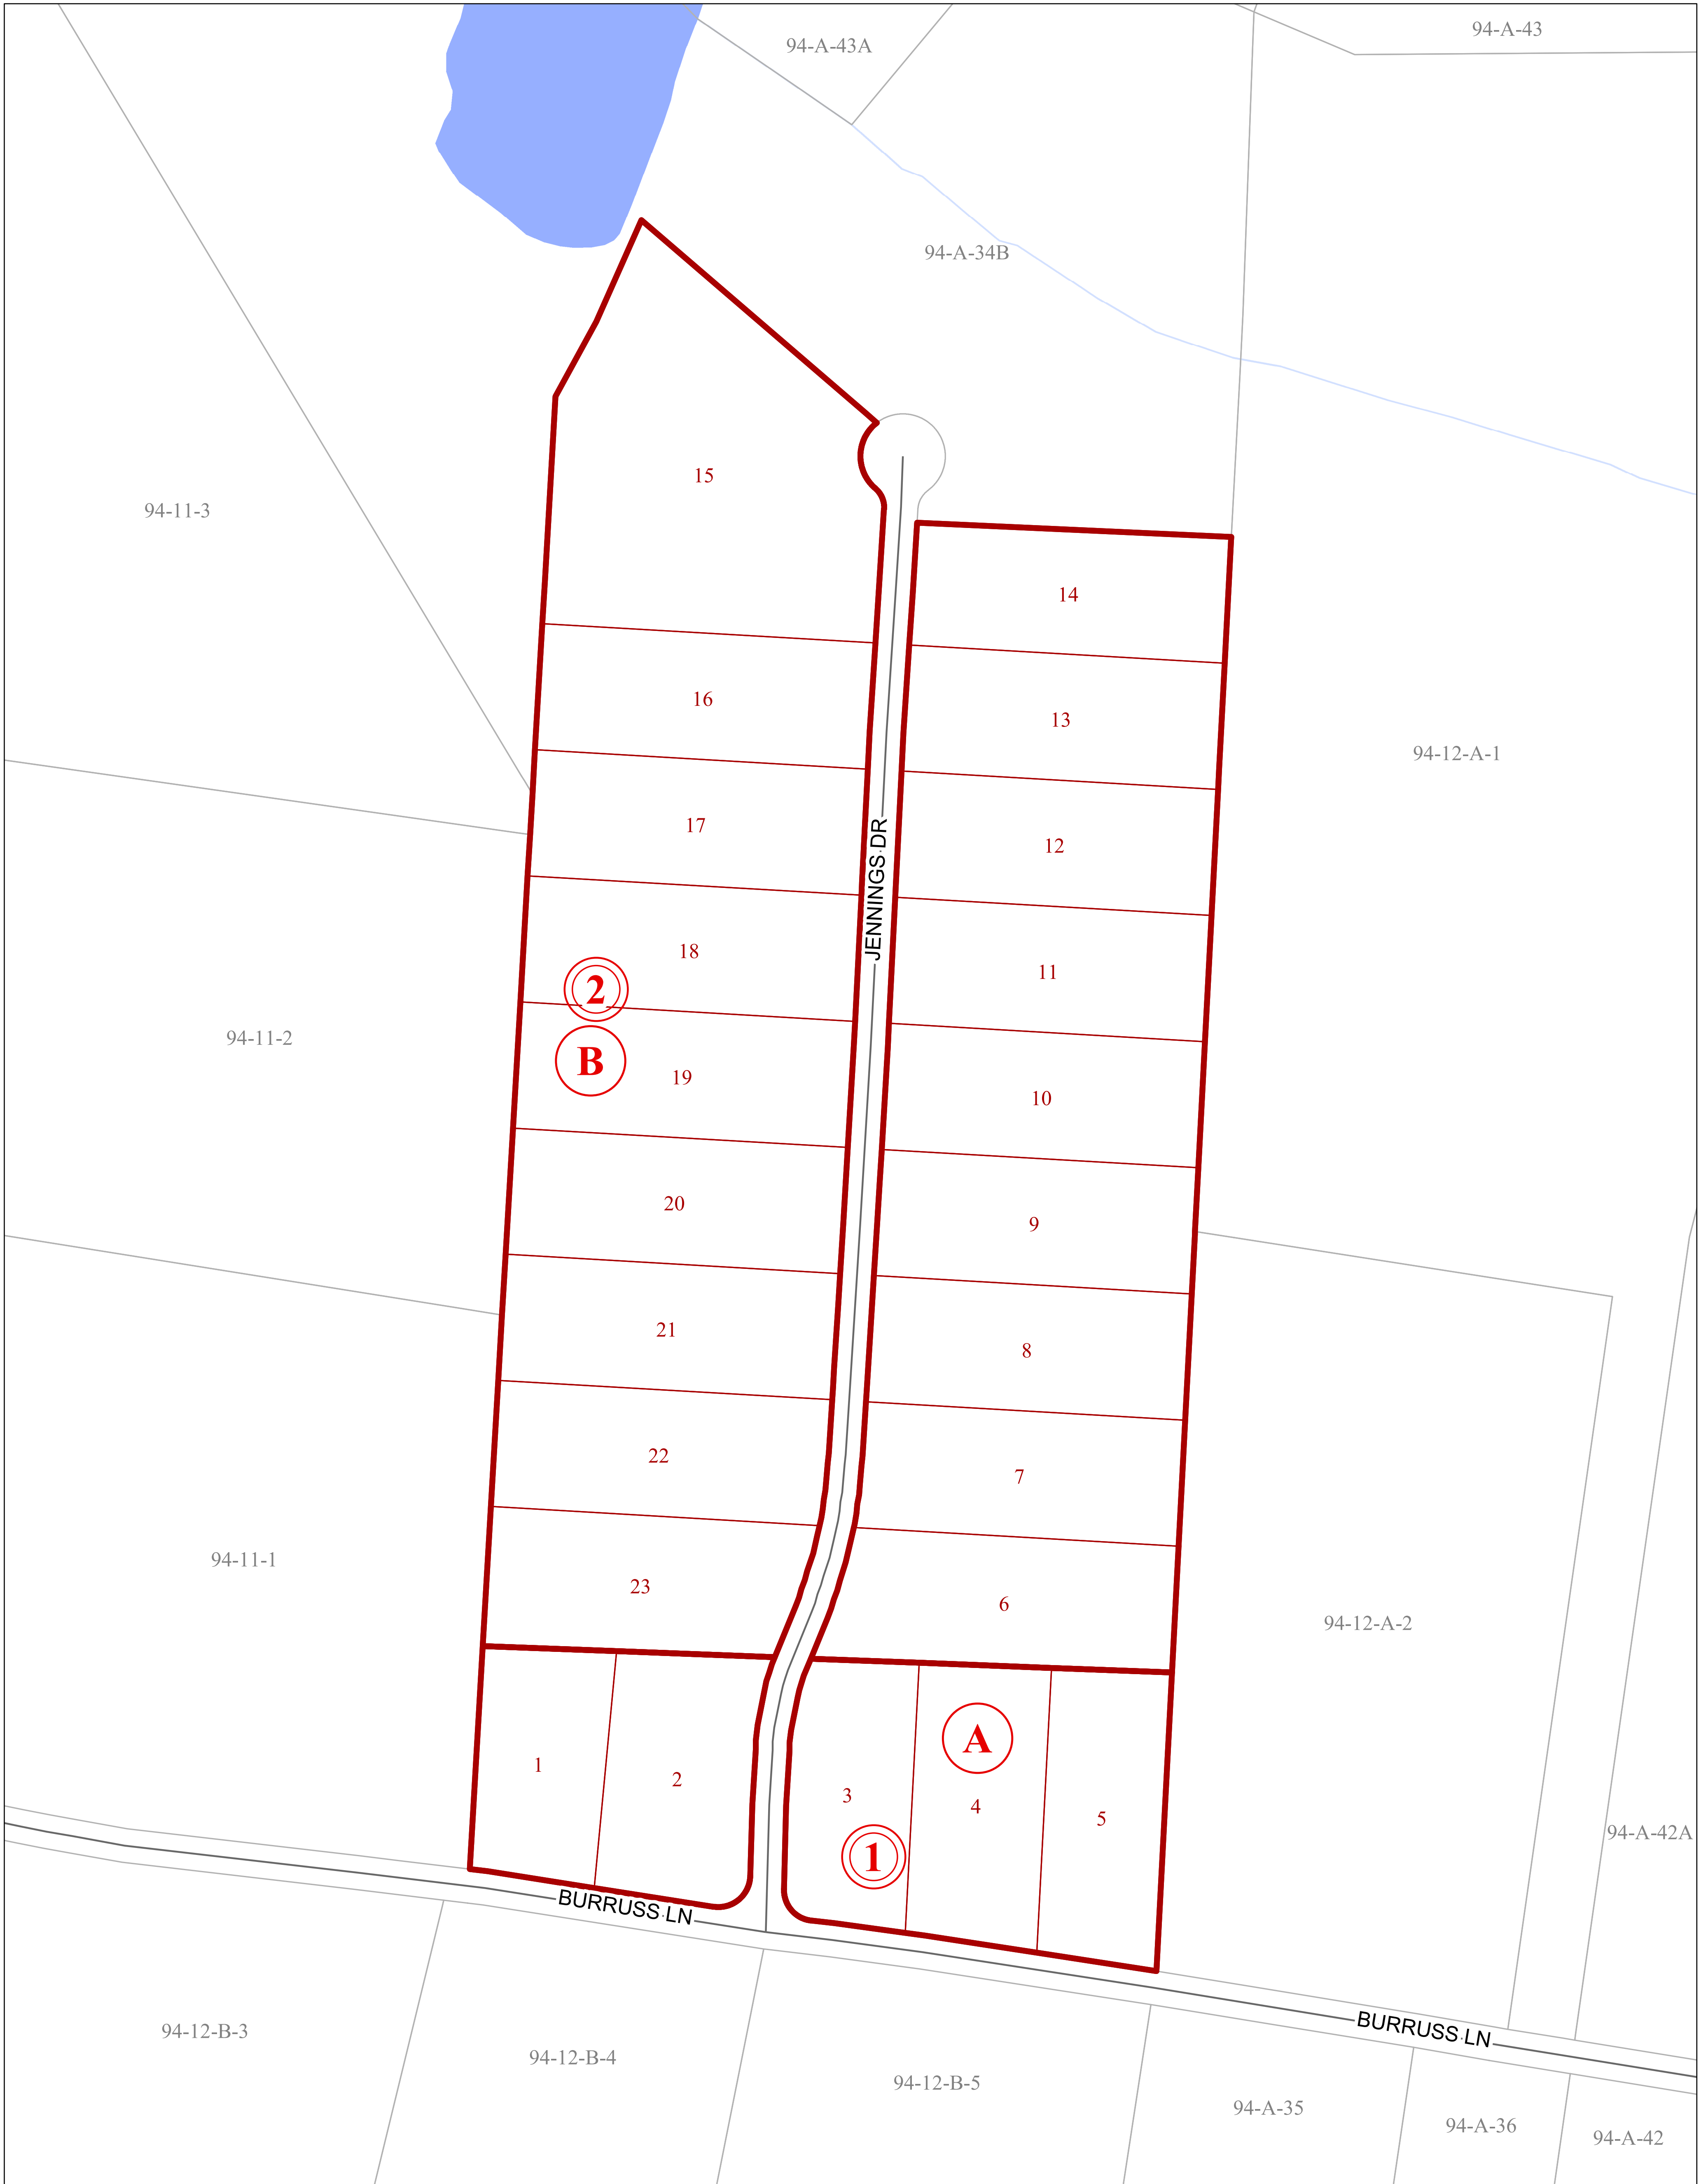 94-A-43
94-A-43A
94-A-34B
15
94-11-3
14
16
13
94-12-A-1
17
12
JENNINGS DR
18
11
2
94-11-2
B
19
10
20
9
21
8
22
7
94-11-1
23
6
94-12-A-2
A
1
2
3
4
5
94-A-42A
1
BURRUSS LN
BURRUSS LN
94-12-B-3
94-12-B-4
94-12-B-5
94-A-35
94-A-36
94-A-42